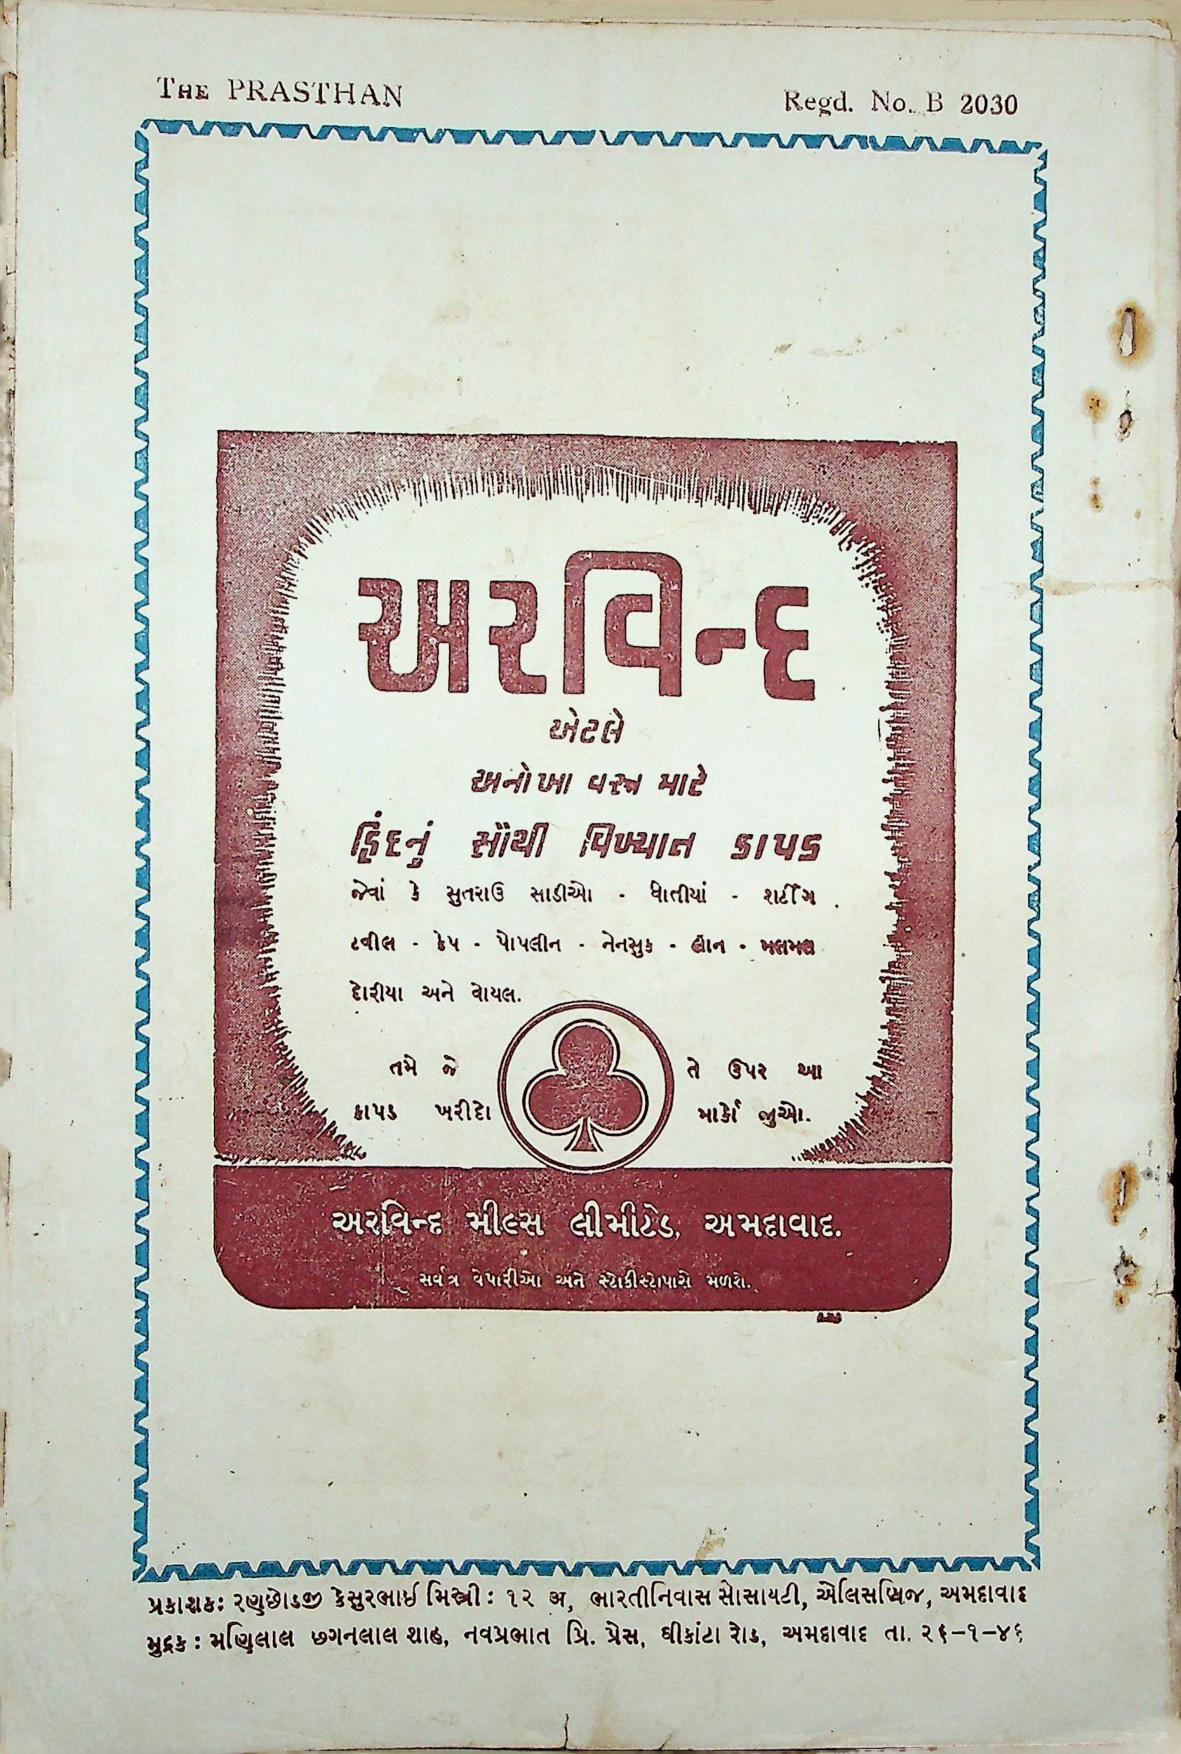 THE PRASTHAN
Regd. No. B 2030
અરવિન્દ
એટલે
અનોખા વસ્ત્ર માટે
હિંદનું સૌથી વિખ્યાત કાપડ
જેવાં કે સુતરાઉ સાડીઓ - ધોતીયાં - શર્ટીંગ
ટવીલ - કેપ - પોપલીન - નેનસુક - લોન - મલમલ
દોરીયા અને વોયલ.
તમે જે
તે ઉપર આ
કાપડ ખરીદો
માર્કો જુઓ.
અરવિન્દ મીલ્સ લીમીટેડ, અમદાવાદ.
સર્વત્ર વેપારીઓ અને સ્ટોકીસ્ટોપાસે મળશે.
પ્રકાશક: રણછોડજી કેસુરભાઈ મિસ્ત્રી : ૧૨ અ, ભારતીનિવાસ સોસાયટી, એલિસબ્રિજ, અમદાવાદ
મુદ્રક : મણિલાલ છગનલાલ શાહ, નવપ્રભાત પ્રિ. પ્રેસ, ઘીકાંટા રોડ, અમદાવાદ તા. ૨૬-૧-૪૬